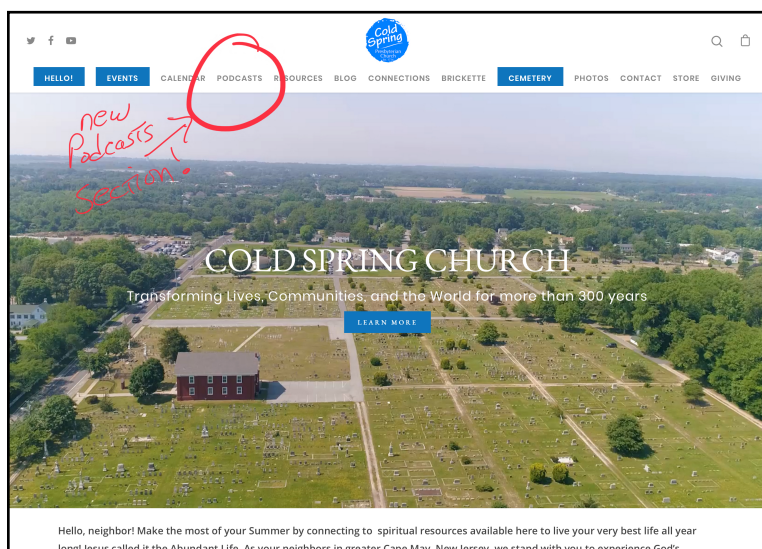 Cold
Spring
Presbyterian
Church
HELLO! EVENTS CALENDAR PODCASTS RESOURCES BLOG CONNECTIONS BRICKETTE CEMETERY PHOTOS CONTACT STORE GIVING
new
Podcasts
Section!
COLD SPRING CHURCH
Transforming Lives, Communities, and the World for more than 300 years
LEARN MORE
Hello, neighbor! Make the most of your Summer by connecting to spiritual resources available here to live your very best life all year
long! Jesus called it the Abundant Life. As your neighbors in greater Cape May, New Jersey, we stand with you to experience God's